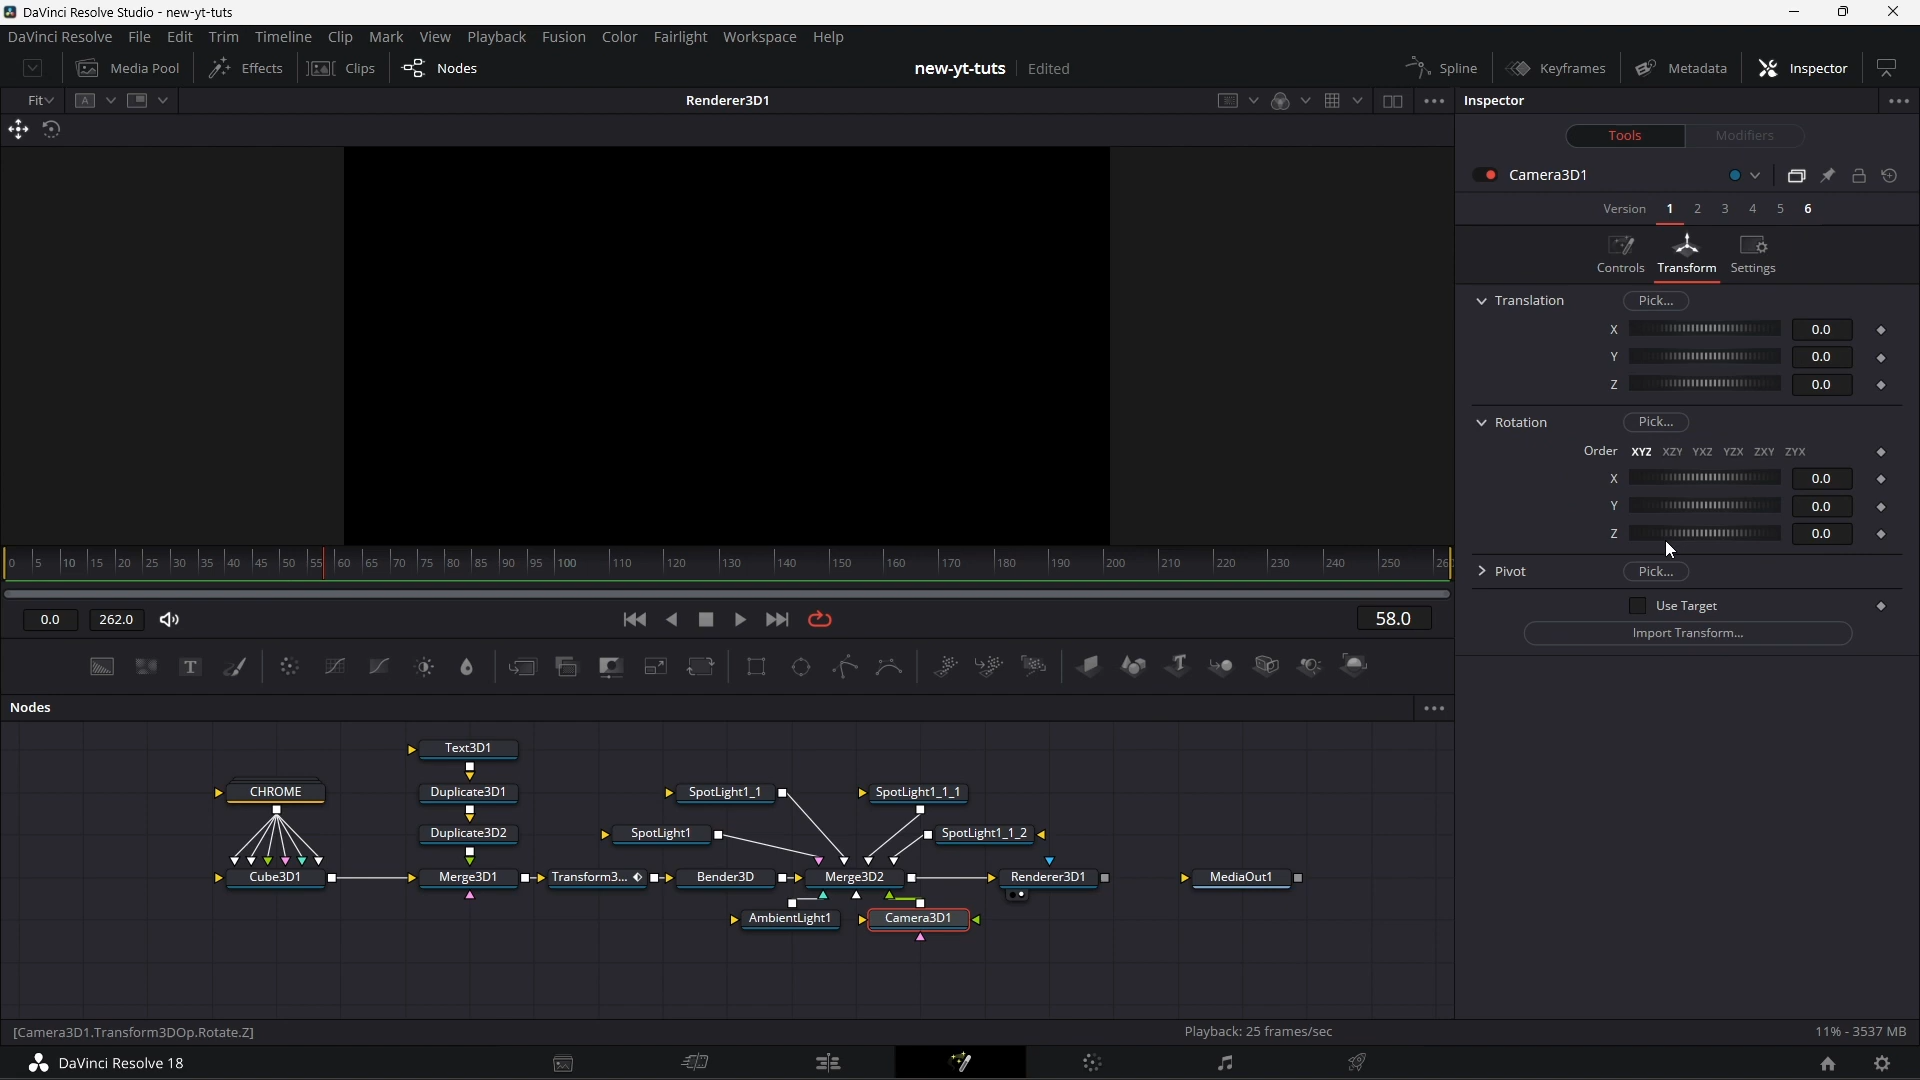 DaVinci Resolve Studio - new-yt-tuts
DaVinci Resolve File Edit Trim Timeline Clip Mark View Playback Fusion Color Fairlight Workspace Help
Media Pool Effects Clips Nodes new-yt-tuts Edited Spline Keyframes Metadata Inspector
Fit A Renderer3D1 Inspector
Tools Modifiers
Camera3D1
Version 1 2 3 4 5 6
Controls Transform Settings
Translation Pick...
X 0.0
Y 0.0
Z 0.0
Rotation Pick...
Order XYZ XZY YXZ YZX ZXY ZYX
X 0.0
Y 0.0
Z 0.0
Pivot Pick...
Use Target
Import Transform...
0 5 10 15 20 25 30 35 40 45 50 55 60 65 70 75 80 85 90 95 100 110 120 130 140 150 160 170 180 190 200 210 220 230 240 250 26
0.0 262.0 58.0
T T
Nodes
Text3D1
CHROME Duplicate3D1 SpotLight1_1 SpotLight1_1_1
Duplicate3D2 SpotLight1 SpotLight1_1_2
Cube3D1 Merge3D1 Transform3... Bender3D Merge3D2 Renderer3D1 MediaOut1
AmbientLight1 Camera3D1
[Camera3D1.Transform3DOp.Rotate.Z] Playback: 25 frames/sec 11% - 3537 MB
DaVinci Resolve 18